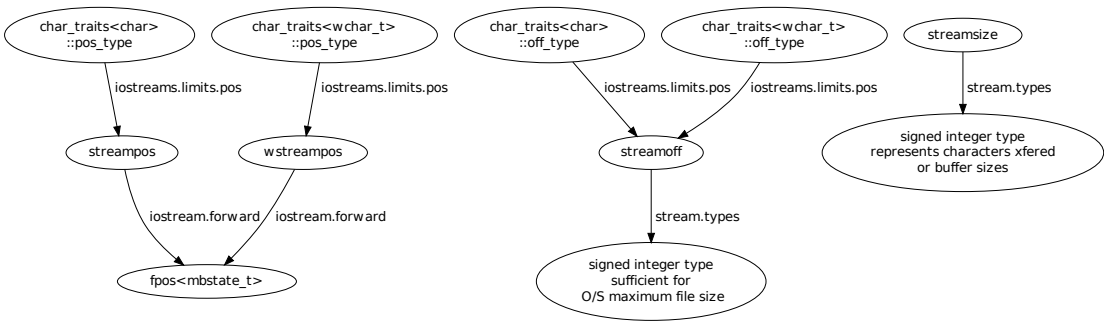 char_traits<char>
::pos_type
char_traits<wchar_t>
::pos_type
char_traits<char>
::off_type
char_traits<wchar_t>
::off_type
streamsize
iostreams.limits.pos
iostreams.limits.pos
iostreams.limits.pos
iostreams.limits.pos
stream.types
streampos
wstreampos
streamoff
signed integer type
represents characters xfered
or buffer sizes
iostream.forward
iostream.forward
stream.types
fpos<mbstate_t>
signed integer type
sufficient for
O/S maximum file size